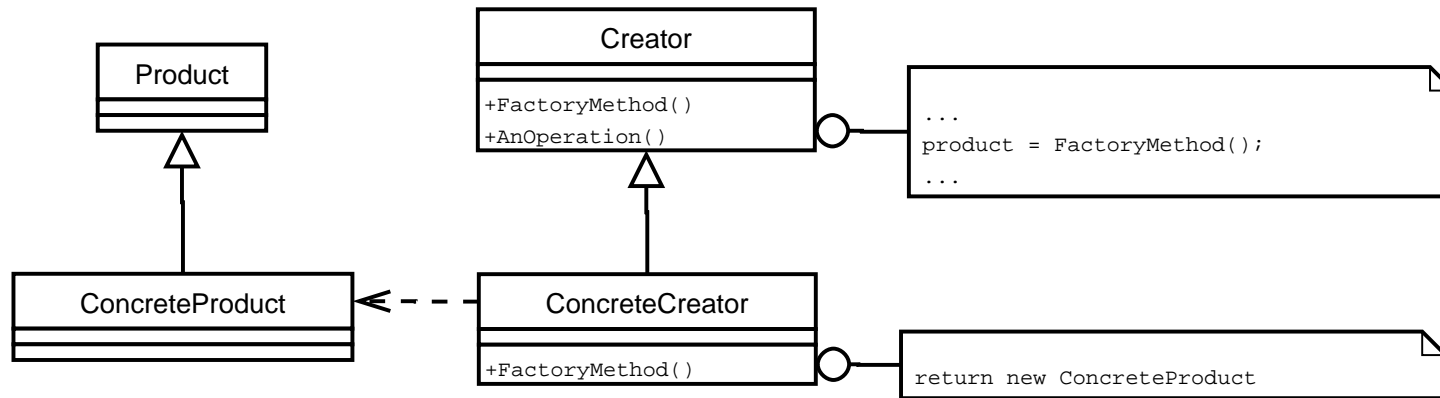 Product
Creator
+FactoryMethod()
+AnOperation()
...
product = FactoryMethod();
...
ConcreteProduct
ConcreteCreator
+FactoryMethod()
return new ConcreteProduct